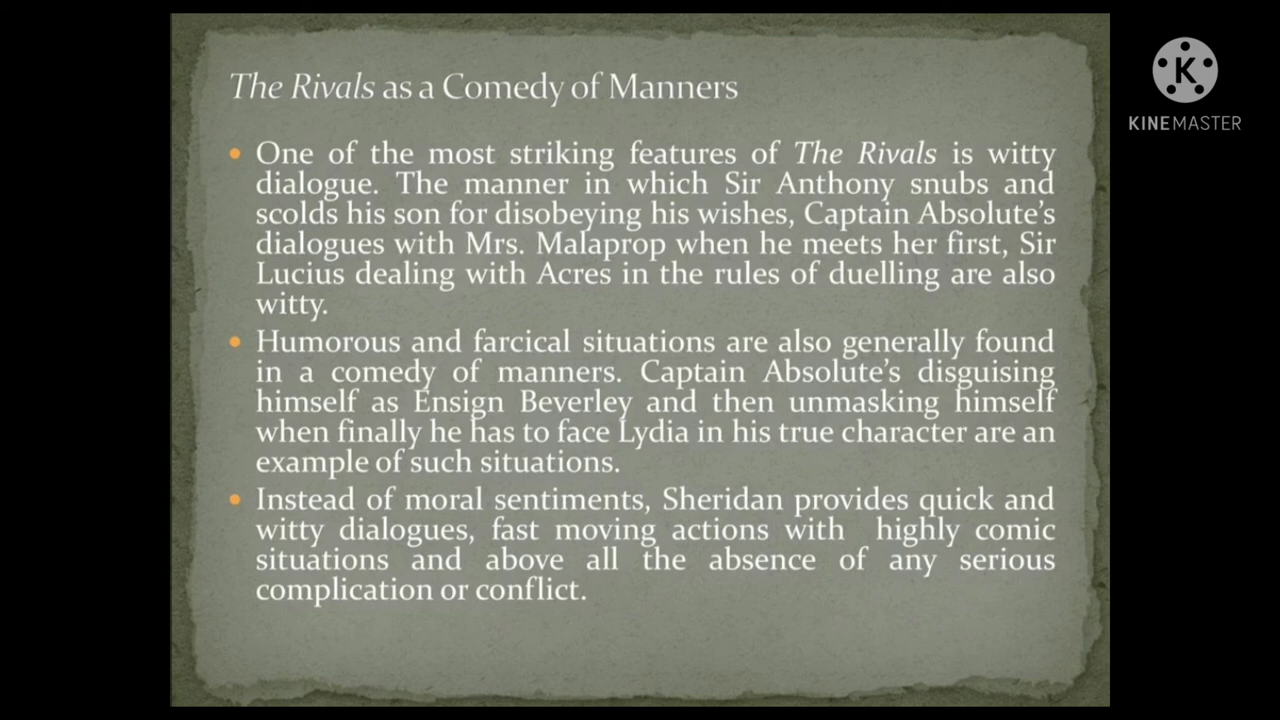 The Rivals as a Comedy of Manners
K
KINEMASTER
One of the most striking features of The Rivals is witty
dialogue. The manner in which Sir Anthony snubs and
scolds his son for disobeying his wishes, Captain Absolute’s
dialogues with Mrs. Malaprop when he meets her first, Sir
Lucius dealing with Acres in the rules of duelling are also
witty.
Humorous and farcical situations are also generally found
in a comedy of manners. Captain Absolute’s disguising
himself as Ensign Beverley and then unmasking himself
when finally he has to face Lydia in his true character are an
example of such situations.
Instead of moral sentiments, Sheridan provides quick and
witty dialogues, fast moving actions with highly comic
situations and above all the absence of any serious
complication or conflict.